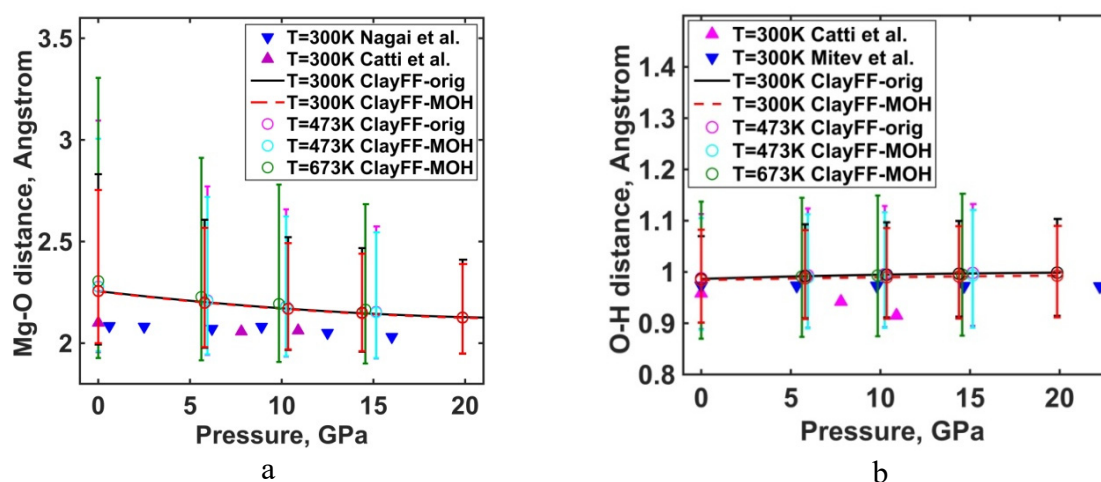 3.5
3
2.5
2
Mg-O distance, Angstrom
T=300K Nagai et al.
T=300K Catti et al.
T=300K ClayFF-orig
T=300K ClayFF-MOH
T=473K ClayFF-orig
T=473K ClayFF-MOH
T=673K ClayFF-MOH
0 5 10 15 20
Pressure, GPa
a
1.4
1.3
1.2
1.1
1
0.9
0.8
O-H distance, Angstrom
T=300K Catti et al.
T=300K Mitev et al.
T=300K ClayFF-orig
T=300K ClayFF-MOH
T=473K ClayFF-orig
T=473K ClayFF-MOH
T=673K ClayFF-MOH
0 5 10 15 20
Pressure, GPa
b